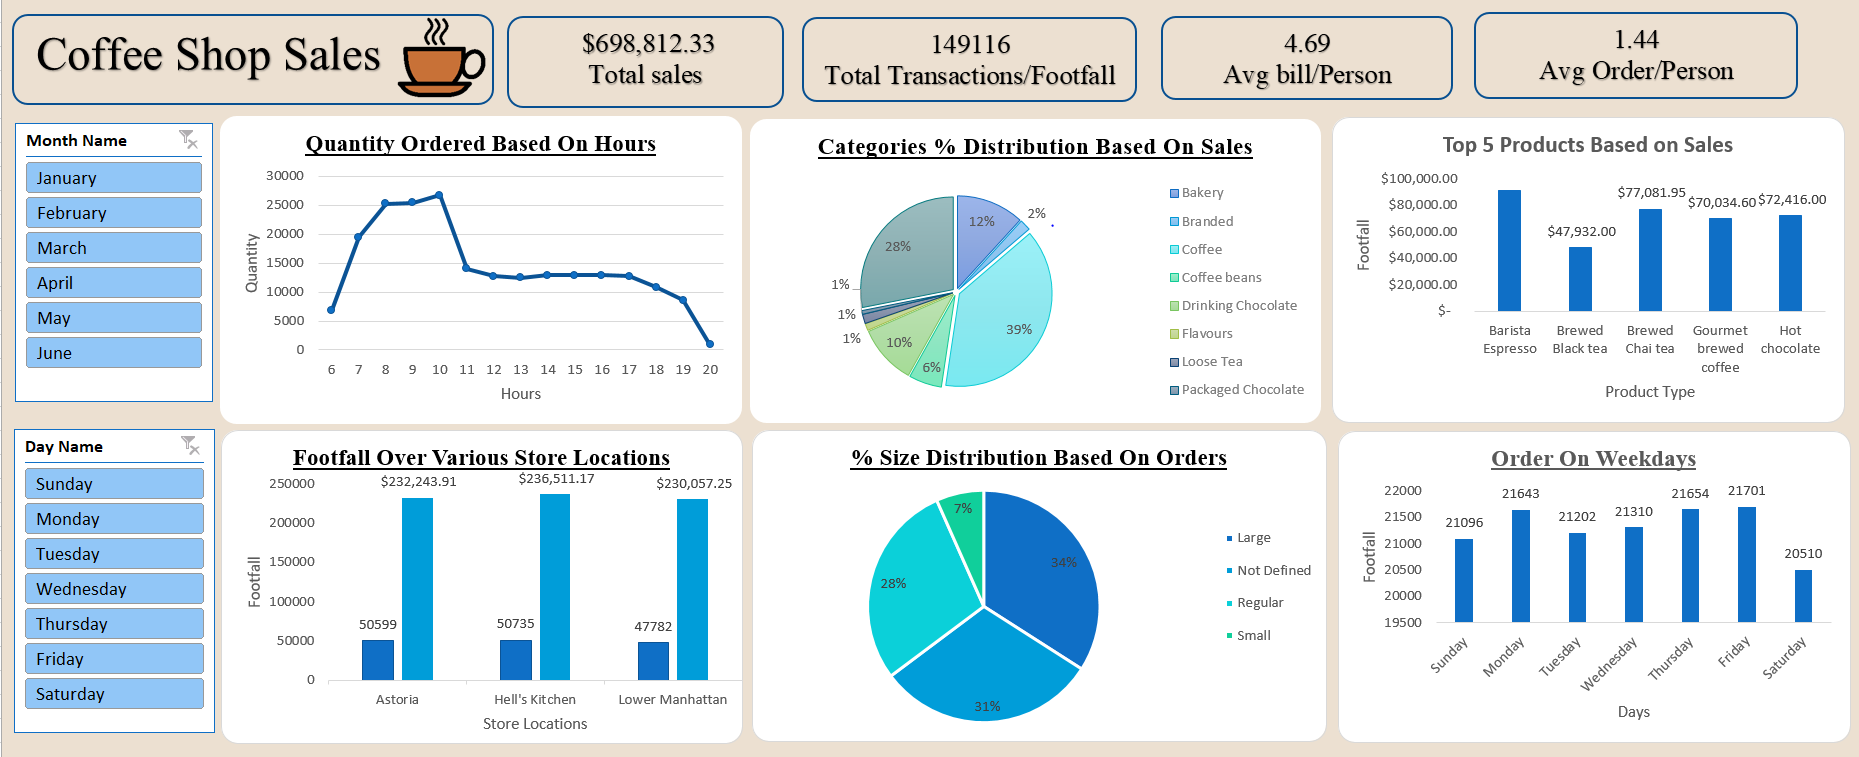 Coffee Shop Sales
$698,812.33
Total sales
149116
Total Transactions/Footfall
4.69
Avg bill/Person
1.44
Avg Order/Person
Month Name
January
February
March
April
May
June
Quantity Ordered Based On Hours
30000
25000
20000
15000
10000
5000
0
Quantity
6 7 8 9 10 11 12 13 14 15 16 17 18 19 20
Hours
Categories % Distribution Based On Sales
12%
2%
39%
6%
10%
1%
1%
1%
28%
Bakery
Branded
Coffee
Coffee beans
Drinking Chocolate
Flavours
Loose Tea
Packaged Chocolate
Top 5 Products Based on Sales
$100,000.00
$80,000.00
$60,000.00
$40,000.00
$20,000.00
$-
Footfall
$47,932.00
$77,081.95
$70,034.60
$72,416.00
Barista Espresso
Brewed Black tea
Brewed Chai tea
Gourmet brewed coffee
Hot chocolate
Product Type
Day Name
Sunday
Monday
Tuesday
Wednesday
Thursday
Friday
Saturday
Footfall Over Various Store Locations
250000
200000
150000
100000
50000
0
Footfall
50599
$232,243.91
50735
$236,511.17
47782
$230,057.25
Astoria
Hell's Kitchen
Lower Manhattan
Store Locations
% Size Distribution Based On Orders
34%
31%
28%
7%
Large
Not Defined
Regular
Small
Order On Weekdays
22000
21500
21000
20500
20000
19500
Footfall
21096
21643
21202
21310
21654
21701
20510
Sunday
Monday
Tuesday
Wednesday
Thursday
Friday
Saturday
Days